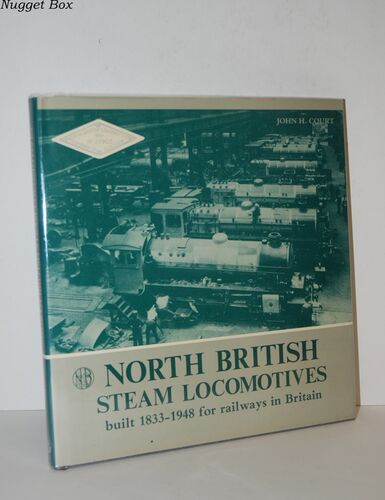 Nugget Box
JOHN H. COURT
NORTH BRITISH
STEAM LOCOMOTIVES
built 1833-1948 for railways in Britain